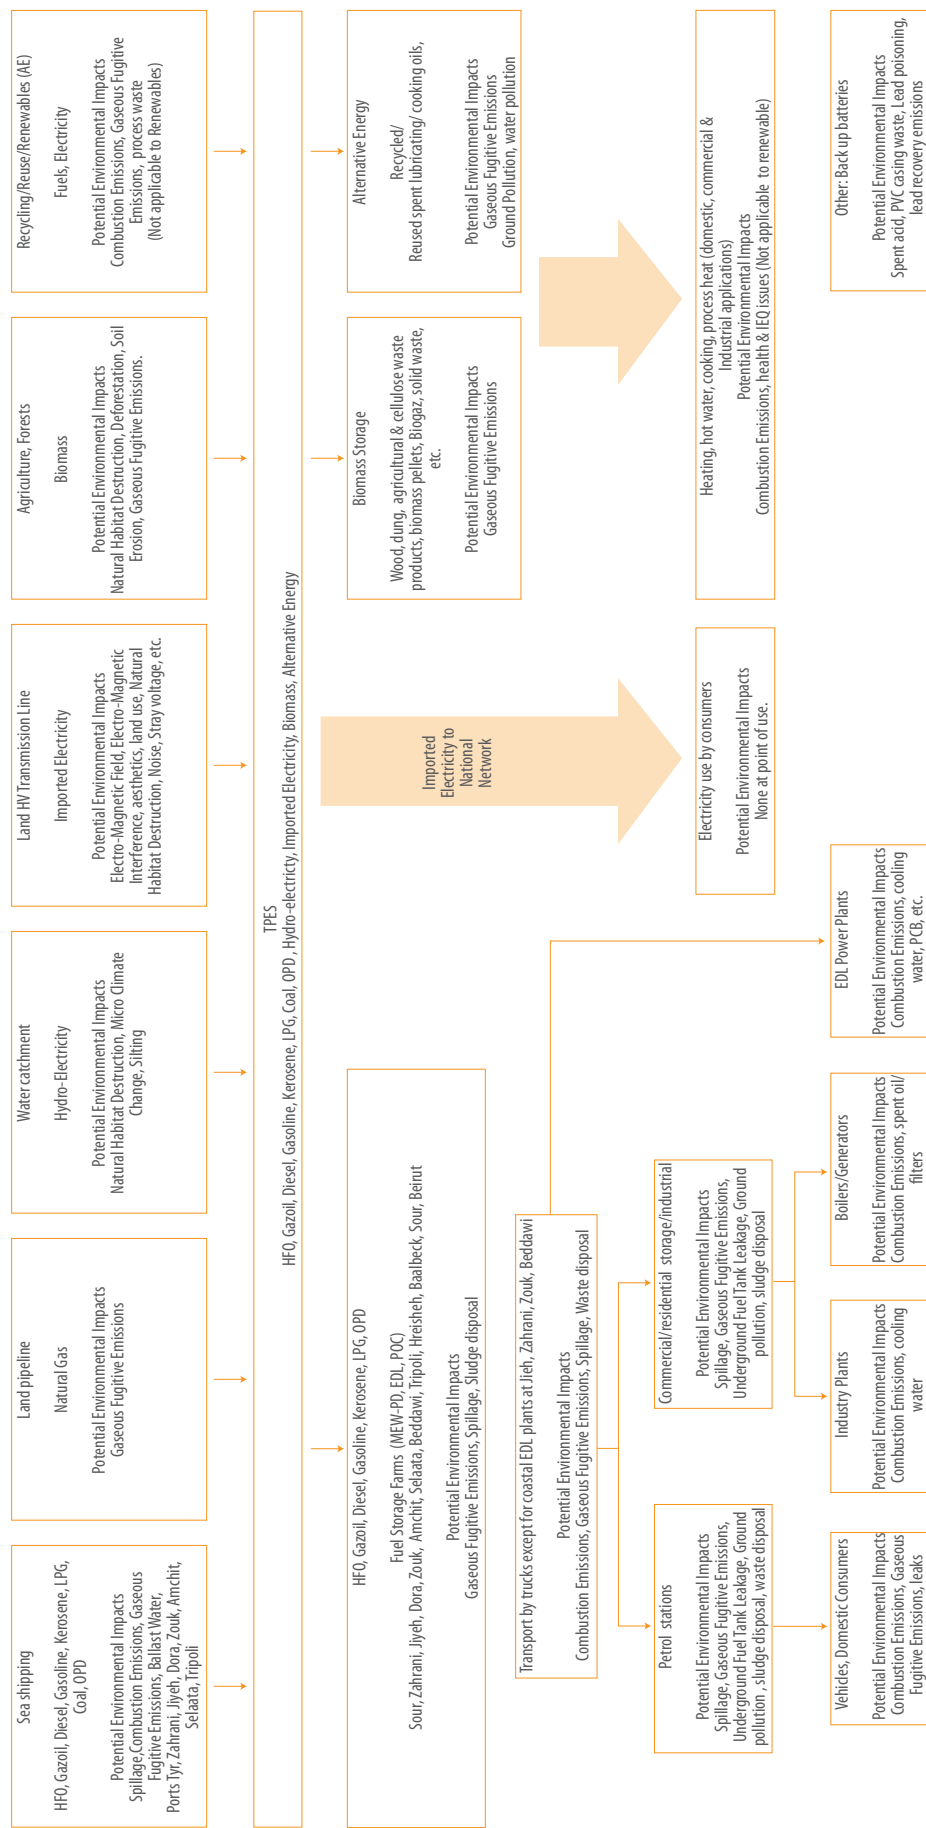 Sea shipping
HFO, Gazoil, Diesel, Gasoline, Kerosene, LPG,
Coal, OPD
Potential Environmental Impacts
Spillage,Combustion Emissions, Gaseous
Fugitive Emissions, Ballast Water,
Ports Tyr, Zahrani, Jiyeh, Dora, Zouk, Amchit,
Selaata, Tripoli
Land pipeline
Natural Gas
Potential Environmental Impacts
Gaseous Fugitive Emissions
Water catchment
Hydro-Electricity
Potential Environmental Impacts
Natural Habitat Destruction, Micro Climate
Change, Silting
Land HV Transmission Line
Imported Electricity
Potential Environmental Impacts
Electro-Magnetic Field, Electro-Magnetic
Interference, aesthetics, land use, Natural
Habitat Destruction, Noise, Stray voltage, etc.
Agriculture, Forests
Biomass
Potential Environmental Impacts
Natural Habitat Destruction, Deforestation, Soil
Erosion, Gaseous Fugitive Emissions.
Recycling/Reuse/Renewables (AE)
Fuels, Electricity
Potential Environmental Impacts
Combustion Emissions, Gaseous Fugitive
Emissions, process waste
(Not applicable to Renewables)
TPES
HFO, Gazoil, Diesel, Gasoline, Kerosene, LPG, Coal, OPD , Hydro-electricty, Imported Electricity, Biomass, Alternative Energy
HFO, Gazoil, Diesel, Gasoline, Kerosene, LPG, OPD
Fuel Storage Farms (MEW-PD), EDL, POC)
Sour, Zahrani, Jiyeh, Dora, Zouk, Amchit, Selaata, Beddawi, Tripoli, Hreisheh, Baalbeck, Sour, Beirut
Potential Environmental Impacts
Gaseous Fugitive Emissions, Spillage, Sludge disposal
Imported
Electricity to
National
Network
Biomass Storage
Wood, dung, agricultural & cellulose waste
products, biomass pellets, Biogaz, solid waste,
etc.
Potential Environmental Impacts
Gaseous Fugitive Emissions
Alternative Energy
Recycled/
Reused spent lubricating/ cooking oils,
Potential Environmental Impacts
Gaseous Fugitive Emissions
Ground Pollution, water pollution
Transport by trucks except for coastal EDL plants at Jieh, Zahrani, Zouk, Beddawi
Potential Environmental Impacts
Combustion Emissions, Gaseous Fugitive Emissions, Spillage, Waste disposal
Petrol stations
Potential Environmental Impacts
Spillage, Gaseous Fugitive Emissions,
Underground Fuel Tank Leakage, Ground
pollution , sludge disposal, waste disposal
Commercial/residential storage/industrial
Potential Environmental Impacts
Spillage, Gaseous Fugitive Emissions,
Underground Fuel Tank Leakage, Ground
pollution, sludge disposal
Electricity use by consumers
Potential Environmental Impacts
None at point of use.
Heating, hot water, cooking, process heat (domestic, commercial &
Industrial applications)
Potential Environmental Impacts
Combustion Emissions, health & IEQ issues (Not applicable to renewable)
Vehicles, Domestic Consumers
Potential Environmental Impacts
Combustion Emissions, Gaseous
Fugitive Emissions, leaks
Industry Plants
Potential Environmental Impacts
Combustion Emissions, cooling
water
Boilers/Generators
Potential Environmental Impacts
Combustion Emissions, spent oil/
filters
EDL Power Plants
Potential Environmental Impacts
Combustion Emissions, cooling
water, PCB, etc.
Other: Back up batteries
Potential Environmental Impacts
Spent acid, PVC casing waste, Lead poisoning,
lead recovery emissions